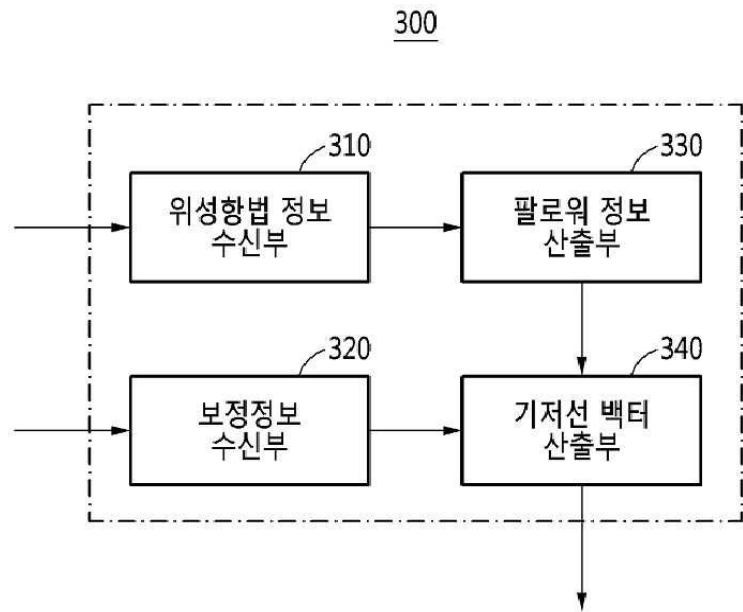 300
310
위성항법 정보
수신부
330
팔로워 정보
산출부
320
보정정보
수신부
340
기저선 백터
산출부